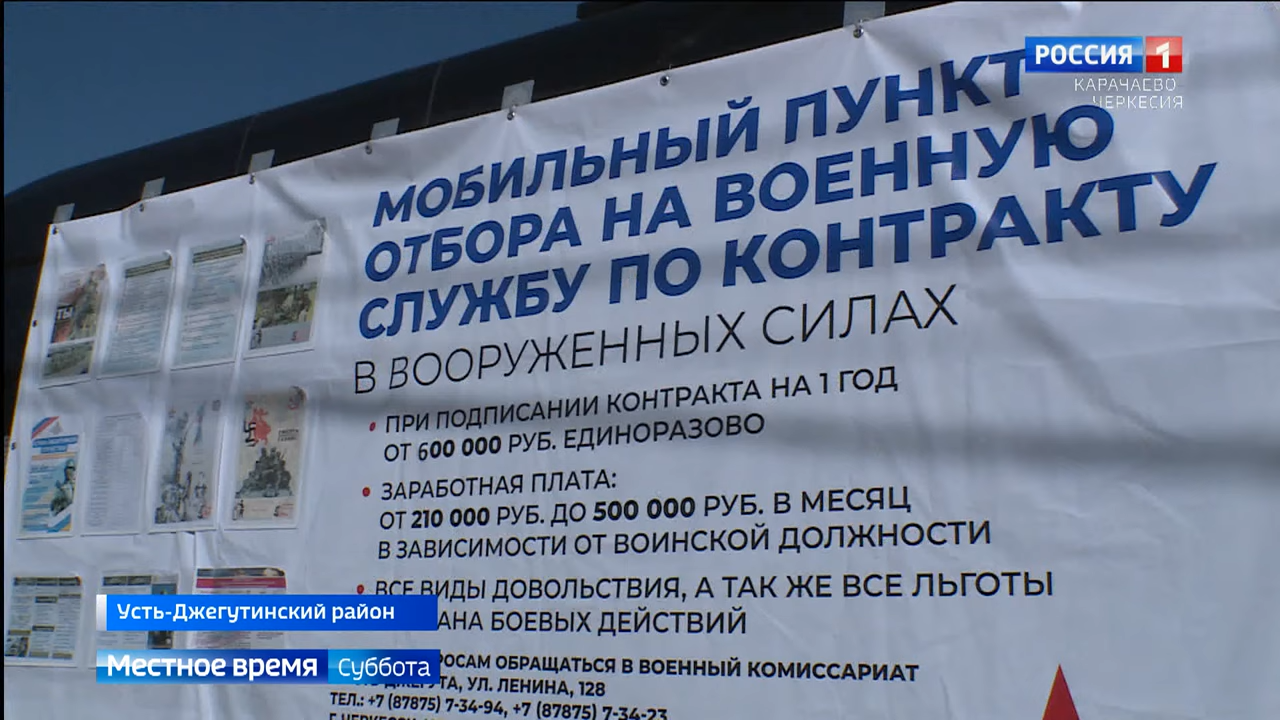 РОССИЯ 1
КАРАЧАЕВО
ЧЕРКЕСИЯ
МОБИЛЬНЫЙ ПУНКТ
ОТБОРА НА ВОЕННУЮ
СЛУЖБУ ПО КОНТРАКТУ
В ВООРУЖЕННЫХ СИЛАХ
• ПРИ ПОДПИСАНИИ КОНТРАКТА НА 1 ГОД
ОТ 600 000 РУБ. ЕДИНОРАЗОВО
• ЗАРАБОТНАЯ ПЛАТА:
ОТ 210 000 РУБ. ДО 500 000 РУБ. В МЕСЯЦ
В ЗАВИСИМОСТИ ОТ ВОИНСКОЙ ДОЛЖНОСТИ
• ВСЕ ВИДЫ ДОВОЛЬСТВИЯ, А ТАК ЖЕ ВСЕ ЛЬГОТЫ
БОЕВЫХ ДЕЙСТВИЙ
ОБРАЩАТЬСЯ В ВОЕННЫЙ КОМИССАРИАТ
УЛ. ЛЕНИНА, 128
ТЕЛ.: +7 (87875) 7-34-94, +7 (87875) 7-34-23
Усть-Джегутинский район
Местное время Суббота